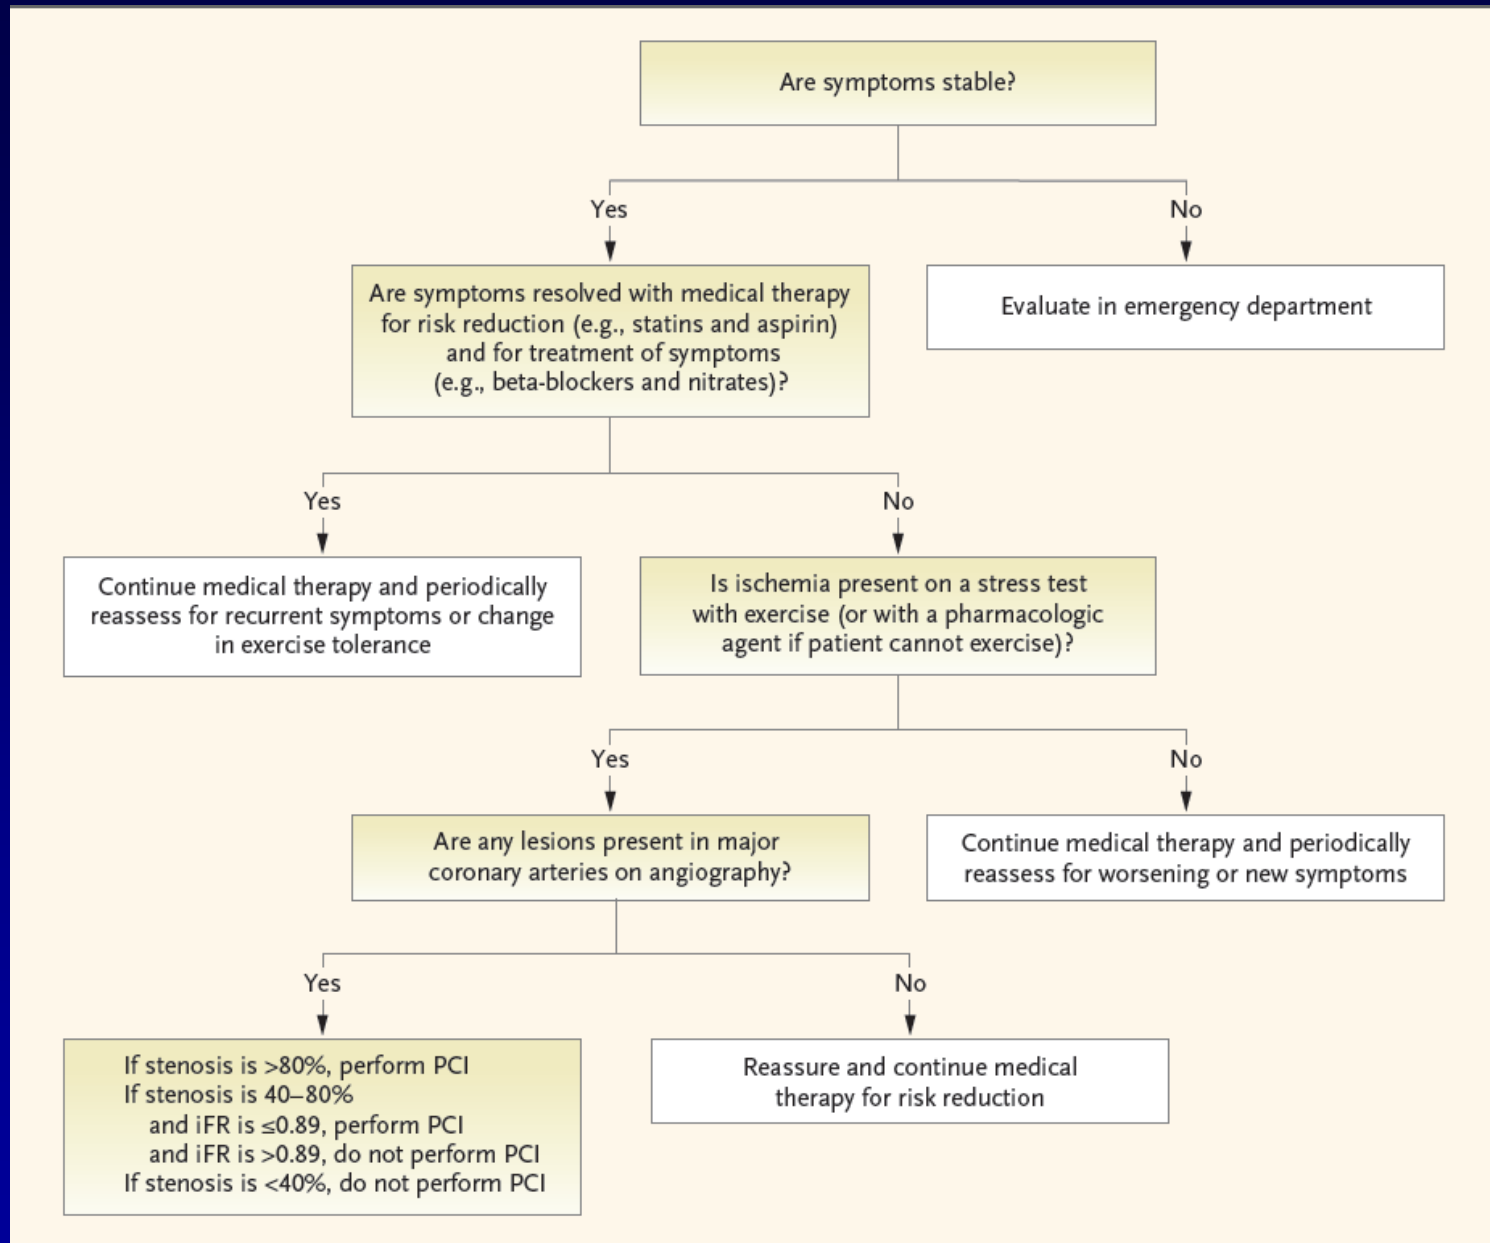 Are symptoms stable?
Yes
No
Are symptoms resolved with medical therapy
for risk reduction (e.g., statins and aspirin)
and for treatment of symptoms
(e.g., beta-blockers and nitrates)?
Evaluate in emergency department
Yes
No
Continue medical therapy and periodically
reassess for recurrent symptoms or change
in exercise tolerance
Is ischemia present on a stress test
with exercise (or with a pharmacologic
agent if patient cannot exercise)?
Yes
No
Are any lesions present in major
coronary arteries on angiography?
Continue medical therapy and periodically
reassess for worsening or new symptoms
Yes
No
If stenosis is >80%, perform PCI
If stenosis is 40–80%
and iFR is ≤0.89, perform PCI
and iFR is >0.89, do not perform PCI
If stenosis is <40%, do not perform PCI
Reassure and continue medical
therapy for risk reduction